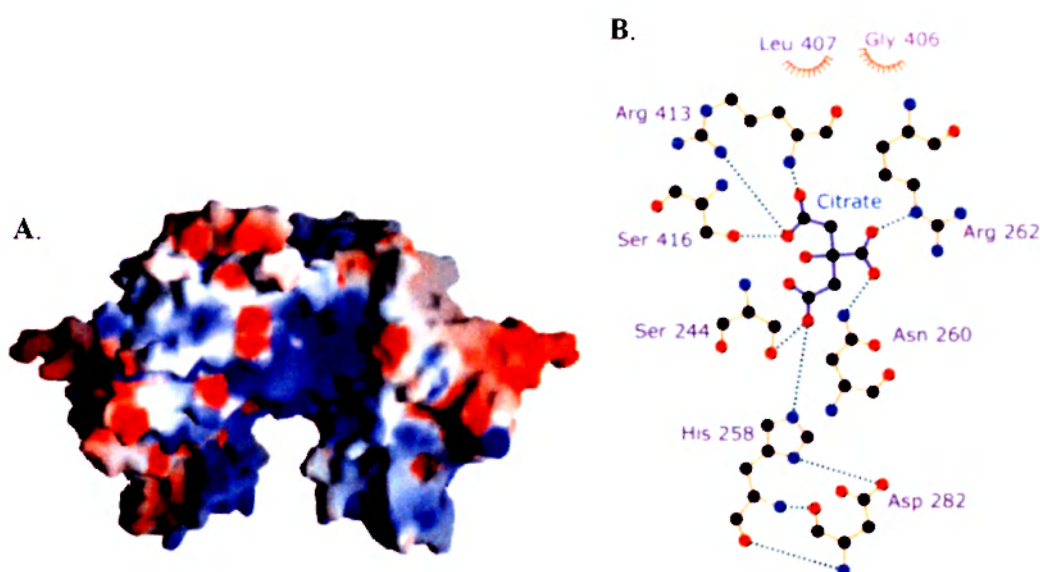 A.
B.
Leu 407
Gly 406
Arg 413
Citrate
Ser 416
Arg 262
Ser 244
Asn 260
His 258
Asp 282